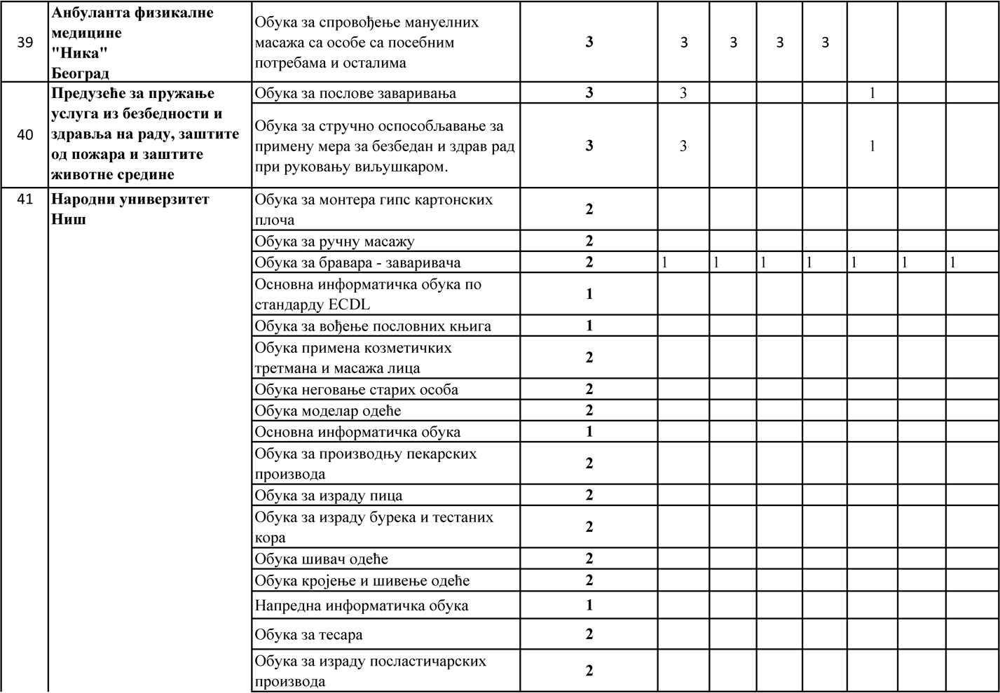 39
Анбуланта физикалне
медицине
"Ника"
Београд
Обука за спровођење мануелних
масажа са особе са посебним
потребама и осталима
3 3 3 3 3
40
Предузеће за пружање
услуга из безбедности и
здравља на раду, заштите
од пожара и заштите
животне средине
Обука за послове заваривања
3 3 1
Обука за стручно оспособљавање за
примену мера за безбедан и здрав рад
при руковању виљушкаром.
3 3 1
41
Народни универзитет
Ниш
Обука за монтера гипс картонских
плоча
2
Обука за ручну масажу
2
Обука за бравара - заваривача
2 1 1 1 1 1 1 1
Основна информатичка обука по
стандарду ECDL
1
Обука за вођење пословних књига
1
Обука примена козметичких
третмана и масажа лица
2
Обука неговање старих особа
2
Обука моделар одеће
2
Основна информатичка обука
1
Обука за производњу пекарских
производа
2
Обука за израду пица
2
Обука за израду бурека и тестаних
кора
2
Обука шивач одеће
2
Обука кројење и шивење одеће
2
Напредна информатичка обука
1
Обука за тесара
2
Обука за израду посластичарских
производа
2